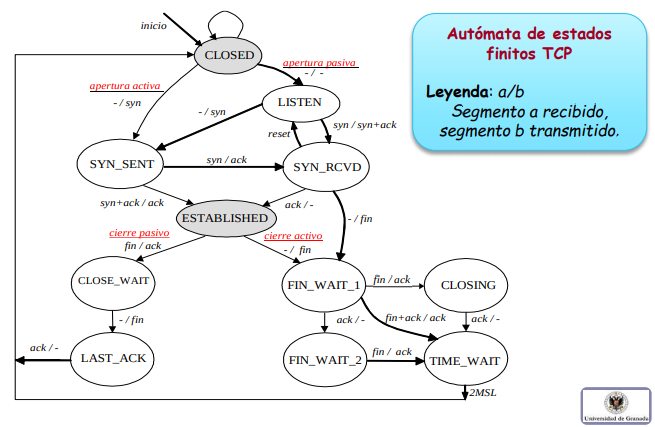 inicio
CLOSED
Autómata de estados
finitos TCP
Leyenda: a/b
Segmento a recibido,
segmento b transmitido.
apertura pasiva
- / -
apertura activa
- / syn
LISTEN
- / syn
reset
syn / syn+ack
SYN_SENT
syn / ack
SYN_RCVD
syn+ack / ack
ack / -
ESTABLISHED
- / fin
cierre pasivo
fin / ack
cierre activo
- / fin
CLOSE_WAIT
FIN_WAIT_1
fin / ack
CLOSING
- / fin
ack / -
fin+ack / ack
ack / -
ack / -
LAST_ACK
FIN_WAIT_2
fin / ack
TIME_WAIT
2MSL
Universidad de Granada